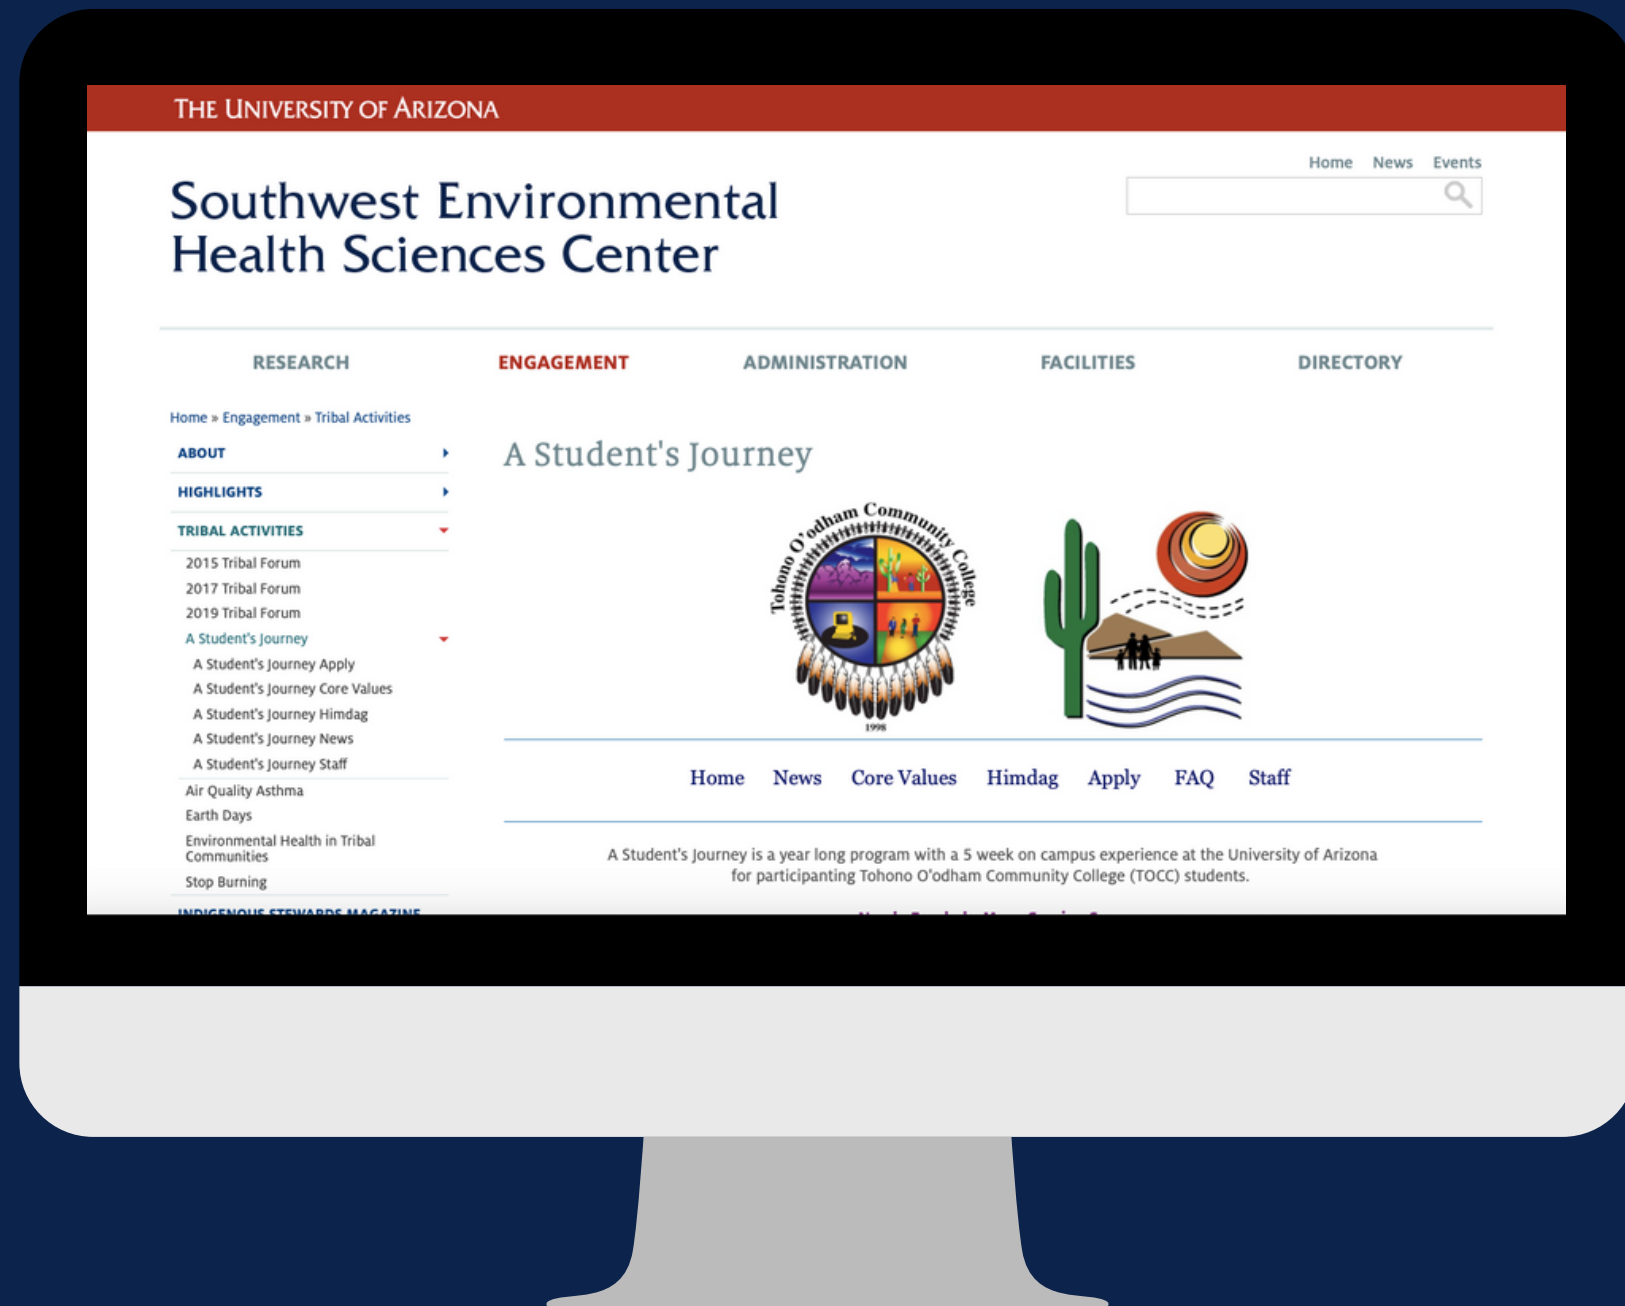 THE UNIVERSITY OF ARIZONA
Home News Events
Southwest Environmental
Health Sciences Center
RESEARCH ENGAGEMENT ADMINISTRATION FACILITIES DIRECTORY
Home » Engagement » Tribal Activities
ABOUT
HIGHLIGHTS
TRIBAL ACTIVITIES
2015 Tribal Forum
2017 Tribal Forum
2019 Tribal Forum
A Student's Journey
A Student's Journey Apply
A Student's Journey Core Values
A Student's Journey Himdag
A Student's Journey News
A Student's Journey Staff
Air Quality Asthma
Earth Days
Environmental Health in Tribal
Communities
Stop Burning
INDIGENOUS STEWARDS MAGAZINE
A Student's Journey
Tohono O'odham Community College
1998
Home News Core Values Himdag Apply FAQ Staff
A Student's Journey is a year long program with a 5 week on campus experience at the University of Arizona
for participanting Tohono O'odham Community College (TOCC) students.